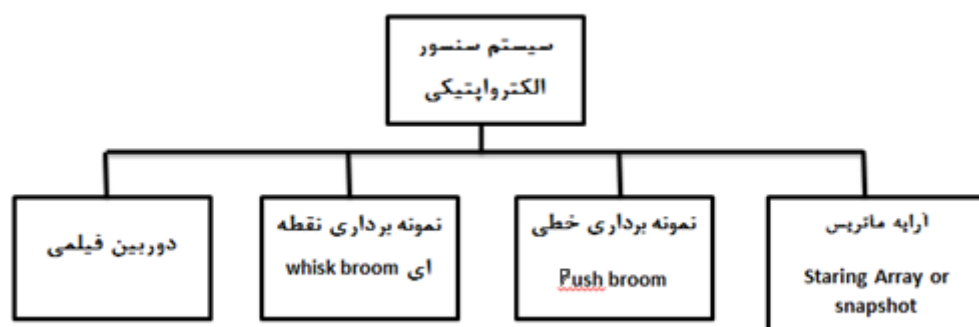 سیستم سنسور
الکترواپتیکی
آرایه ماتریس
Staring Array or
snapshot
نمونه برداری خطی
Push broom
نمونه برداری نقطه
ای whisk broom
دوربین فیلمی